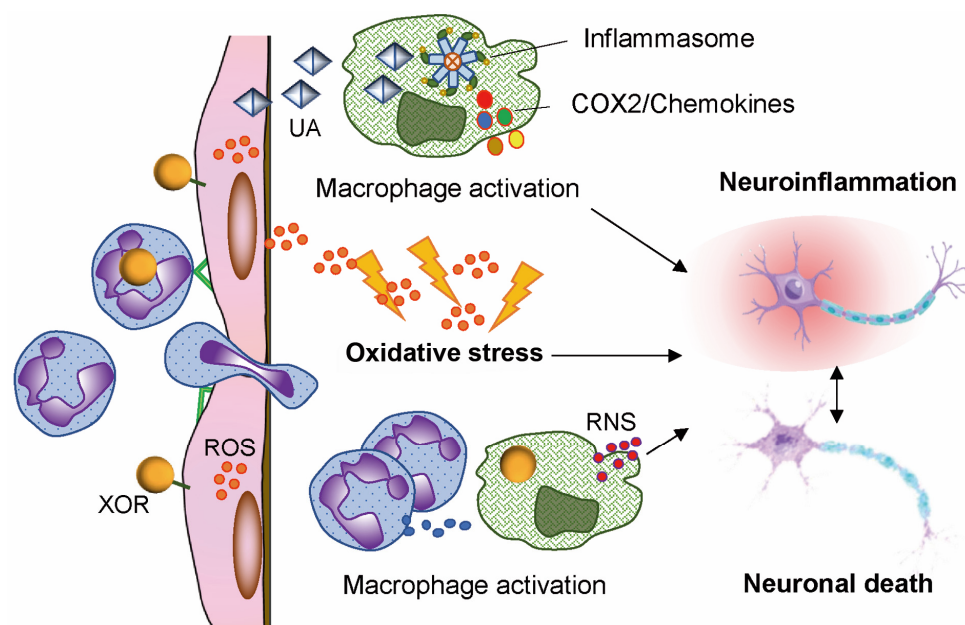 Inflammasome
COX2/Chemokines
UA
Macrophage activation
Neuroinflammation
Oxidative stress
RNS
ROS
XOR
Macrophage activation
Neuronal death